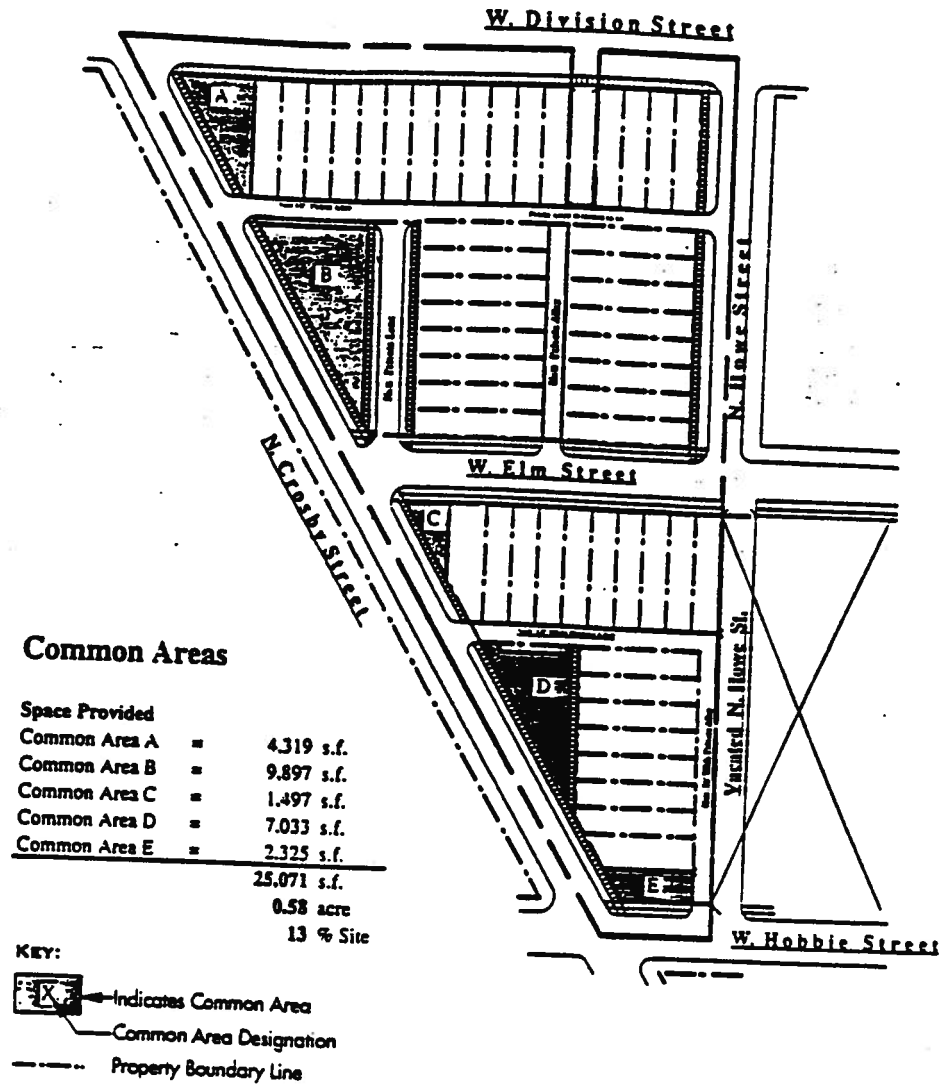 W. Division Street
A
B
N. Howe Street
W. Elm Street
N. Crosby Street
C
D
Vacated N. Howe St.
E
W. Hobbie Street
Common Areas
Space Provided
Common Area A = 4.319 s.f.
Common Area B = 9.897 s.f.
Common Area C = 1.497 s.f.
Common Area D = 7.033 s.f.
Common Area E = 2.325 s.f.
25.071 s.f.
0.58 acre
13 % Site
KEY:
X Indicates Common Area
Common Area Designation
Property Boundary Line